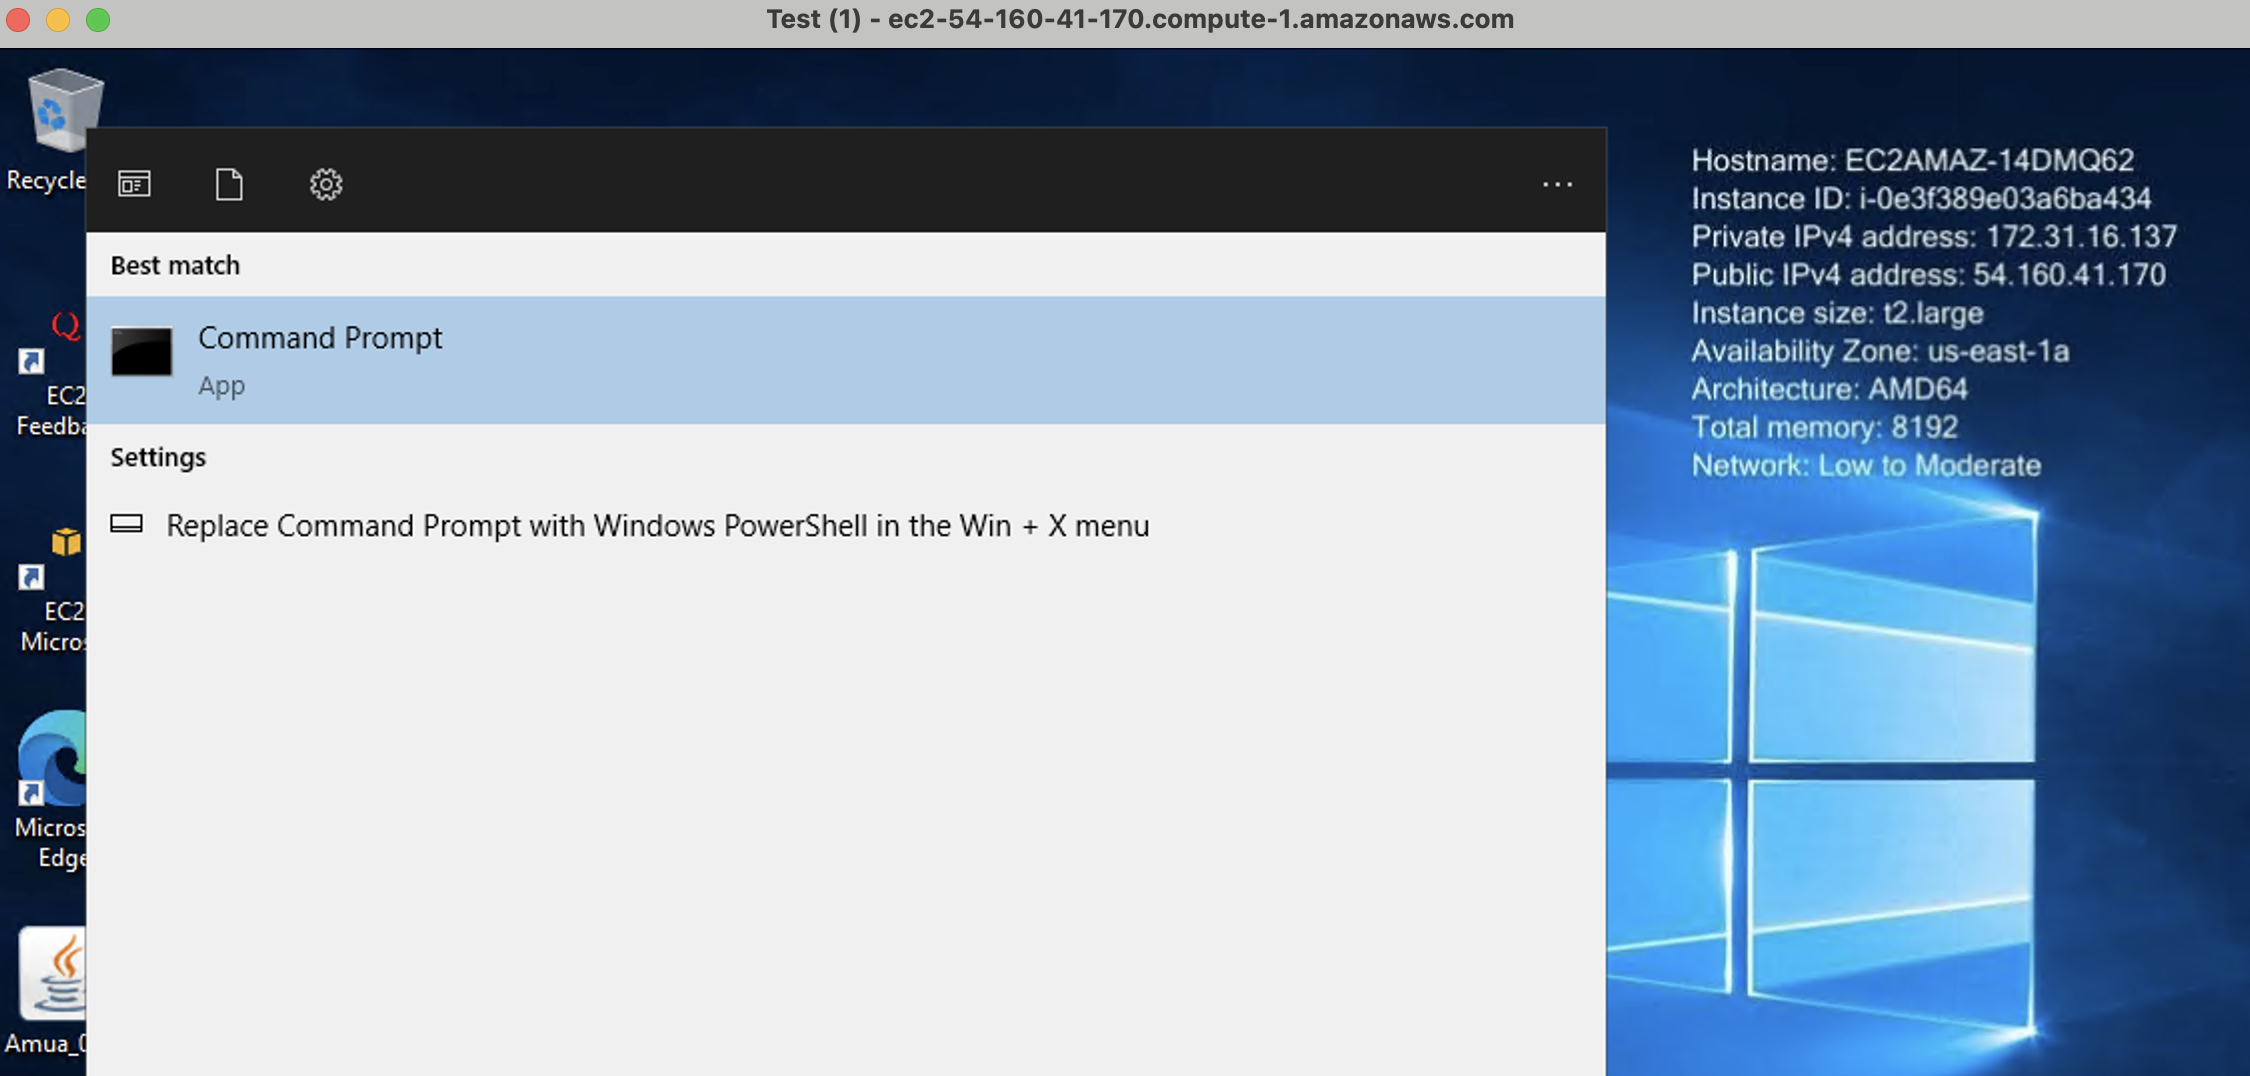 Test (1) - ec2-54-160-41-170.compute-1.amazonaws.com
Recycle
EC2
Feedba
EC2
Micros
Micros
Edge
Amua_0
Best match
Command Prompt
App
Settings
Replace Command Prompt with Windows PowerShell in the Win + X menu
Hostname: EC2AMAZ-14DMQ62
Instance ID: i-0e3f389e03a6ba434
Private IPv4 address: 172.31.16.137
Public IPv4 address: 54.160.41.170
Instance size: t2.large
Availability Zone: us-east-1a
Architecture: AMD64
Total memory: 8192
Network: Low to Moderate